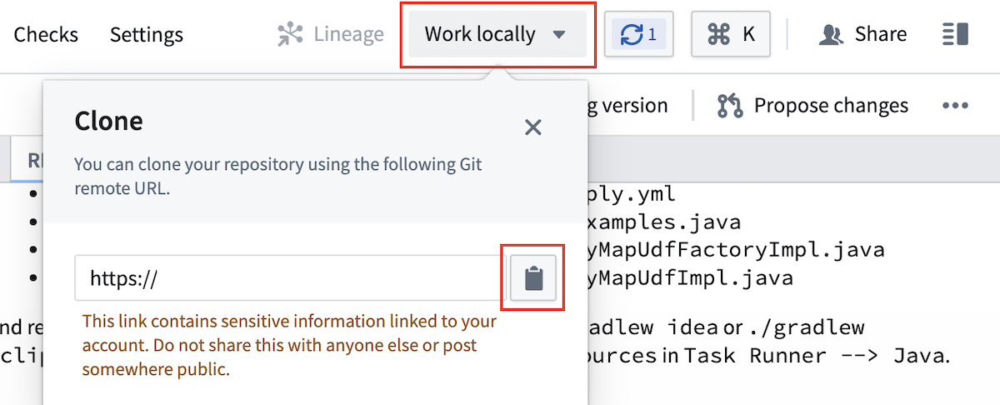 Checks Settings Lineage Work locally 1 ⌘ K Share
version Propose changes •••
Clone
You can clone your repository using the following Git
remote URL.
ply.yml
xamples.java
yMapUdfFactoryImpl.java
yMapUdfImpl.java
https://
This link contains sensitive information linked to your
account. Do not share this with anyone else or post
somewhere public.
nd re adlew idea or ./gradlew
clip ources in Task Runner --> Java.